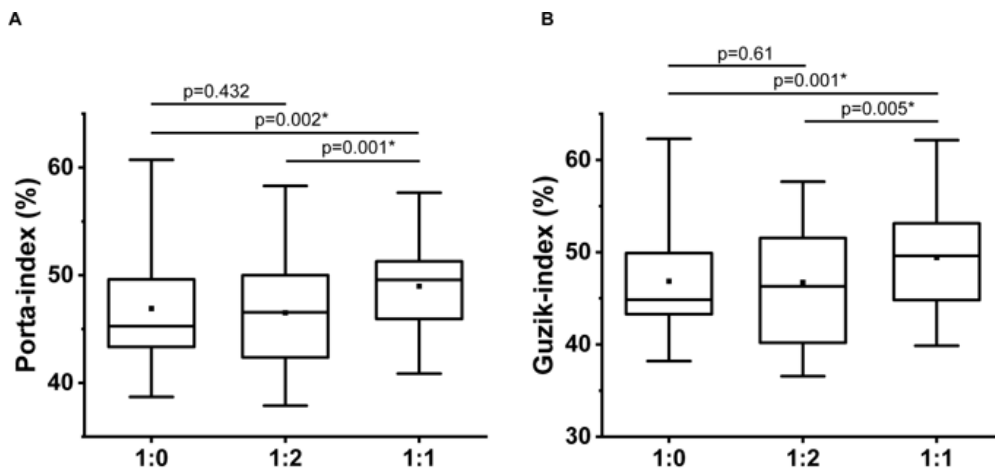 A
p=0.432
p=0.002*
p=0.001*
Porta-index (%)
60
50
40
1:0 1:2 1:1
B
p=0.61
p=0.001*
p=0.005*
Guzik-index (%)
60
50
40
30
1:0 1:2 1:1